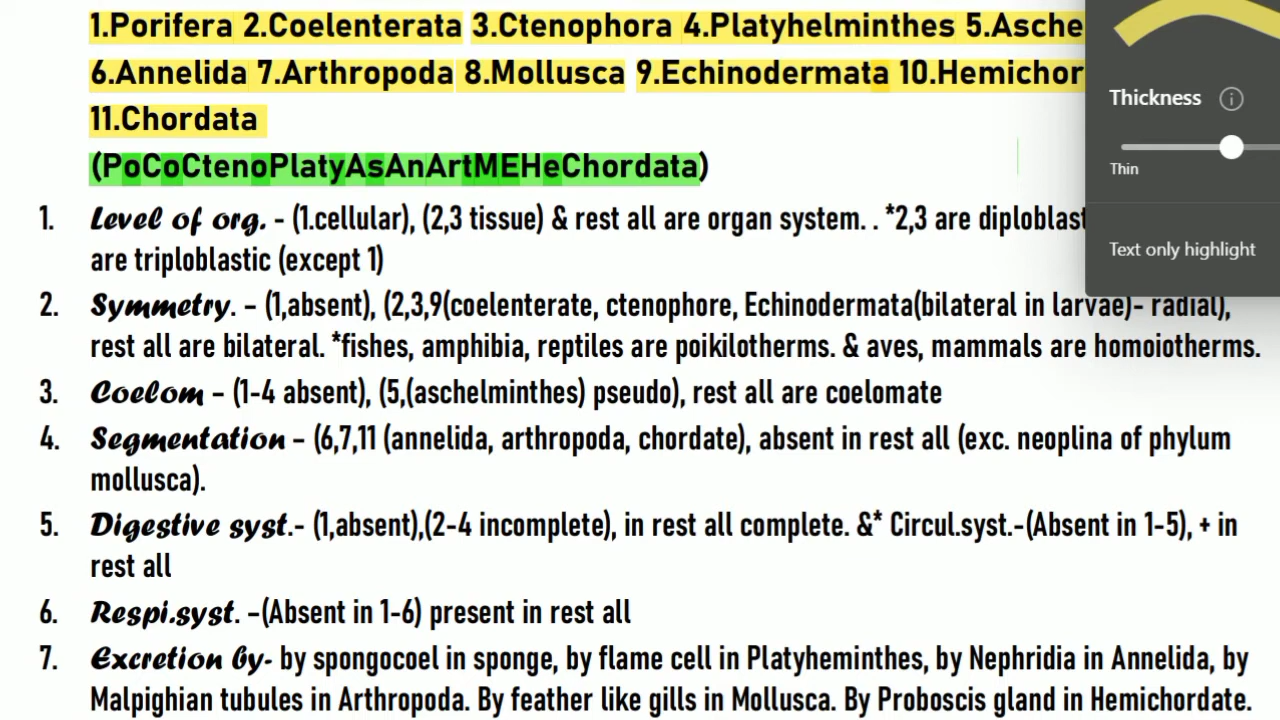 1.Porifera 2.Coelenterata 3.Ctenophora 4.Platyhelminthes 5.Asche
6.Annelida 7.Arthropoda 8.Mollusca 9.Echinodermata 10.Hemichor
11.Chordata
(PoCoCtenoPlatyAsAnArtMEHeChordata)
Thickness
Thin
Text only highlight
1. Level of org. - (1.cellular), (2,3 tissue) & rest all are organ system. . *2,3 are diploblast
are triploblastic (except 1)
2. Symmetry. – (1,absent), (2,3,9(coelenterate, ctenophore, Echinodermata(bilateral in larvae)- radial),
rest all are bilateral. *fishes, amphibia, reptiles are poikilotherms. & aves, mammals are homoiotherms.
3. Coelom – (1-4 absent), (5,(aschelminthes) pseudo), rest all are coelomate
4. Segmentation – (6,7,11 (annelida, arthropoda, chordate), absent in rest all (exc. neoplina of phylum
mollusca).
5. Digestive syst.- (1,absent),(2-4 incomplete), in rest all complete. &* Circul.syst.-(Absent in 1-5), + in
rest all
6. Respi.syst. –(Absent in 1-6) present in rest all
7. Excretion by- by spongocoel in sponge, by flame cell in Platyheminthes, by Nephridia in Annelida, by
Malpighian tubules in Arthropoda. By feather like gills in Mollusca. By Proboscis gland in Hemichordate.